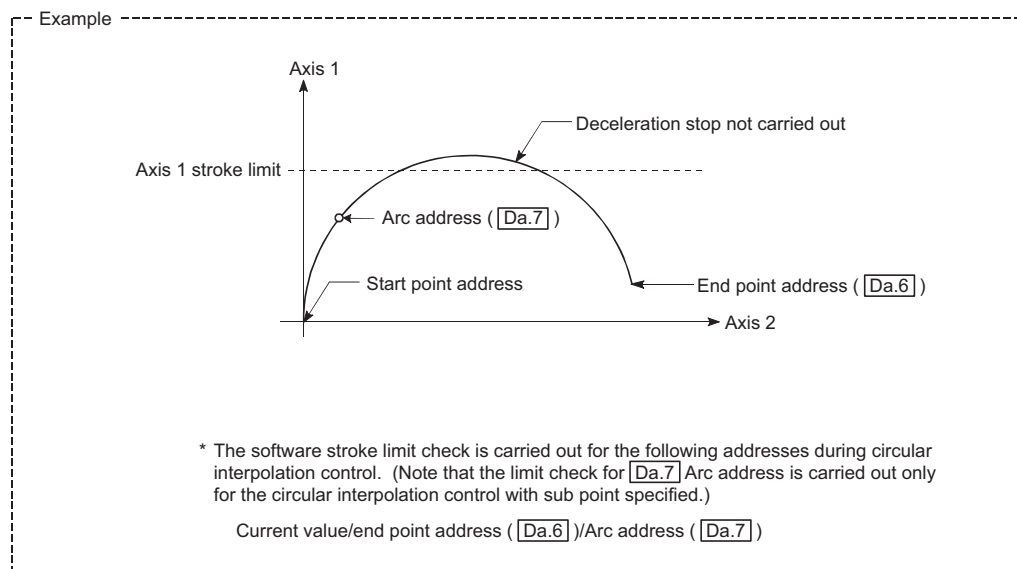 Example
Axis 1
Deceleration stop not carried out
Axis 1 stroke limit
Arc address ( Da.7 )
Start point address
End point address ( Da.6 )
Axis 2
* The software stroke limit check is carried out for the following addresses during circular
interpolation control. (Note that the limit check for Da.7 Arc address is carried out only
for the circular interpolation control with sub point specified.)
Current value/end point address ( Da.6 )/Arc address ( Da.7 )